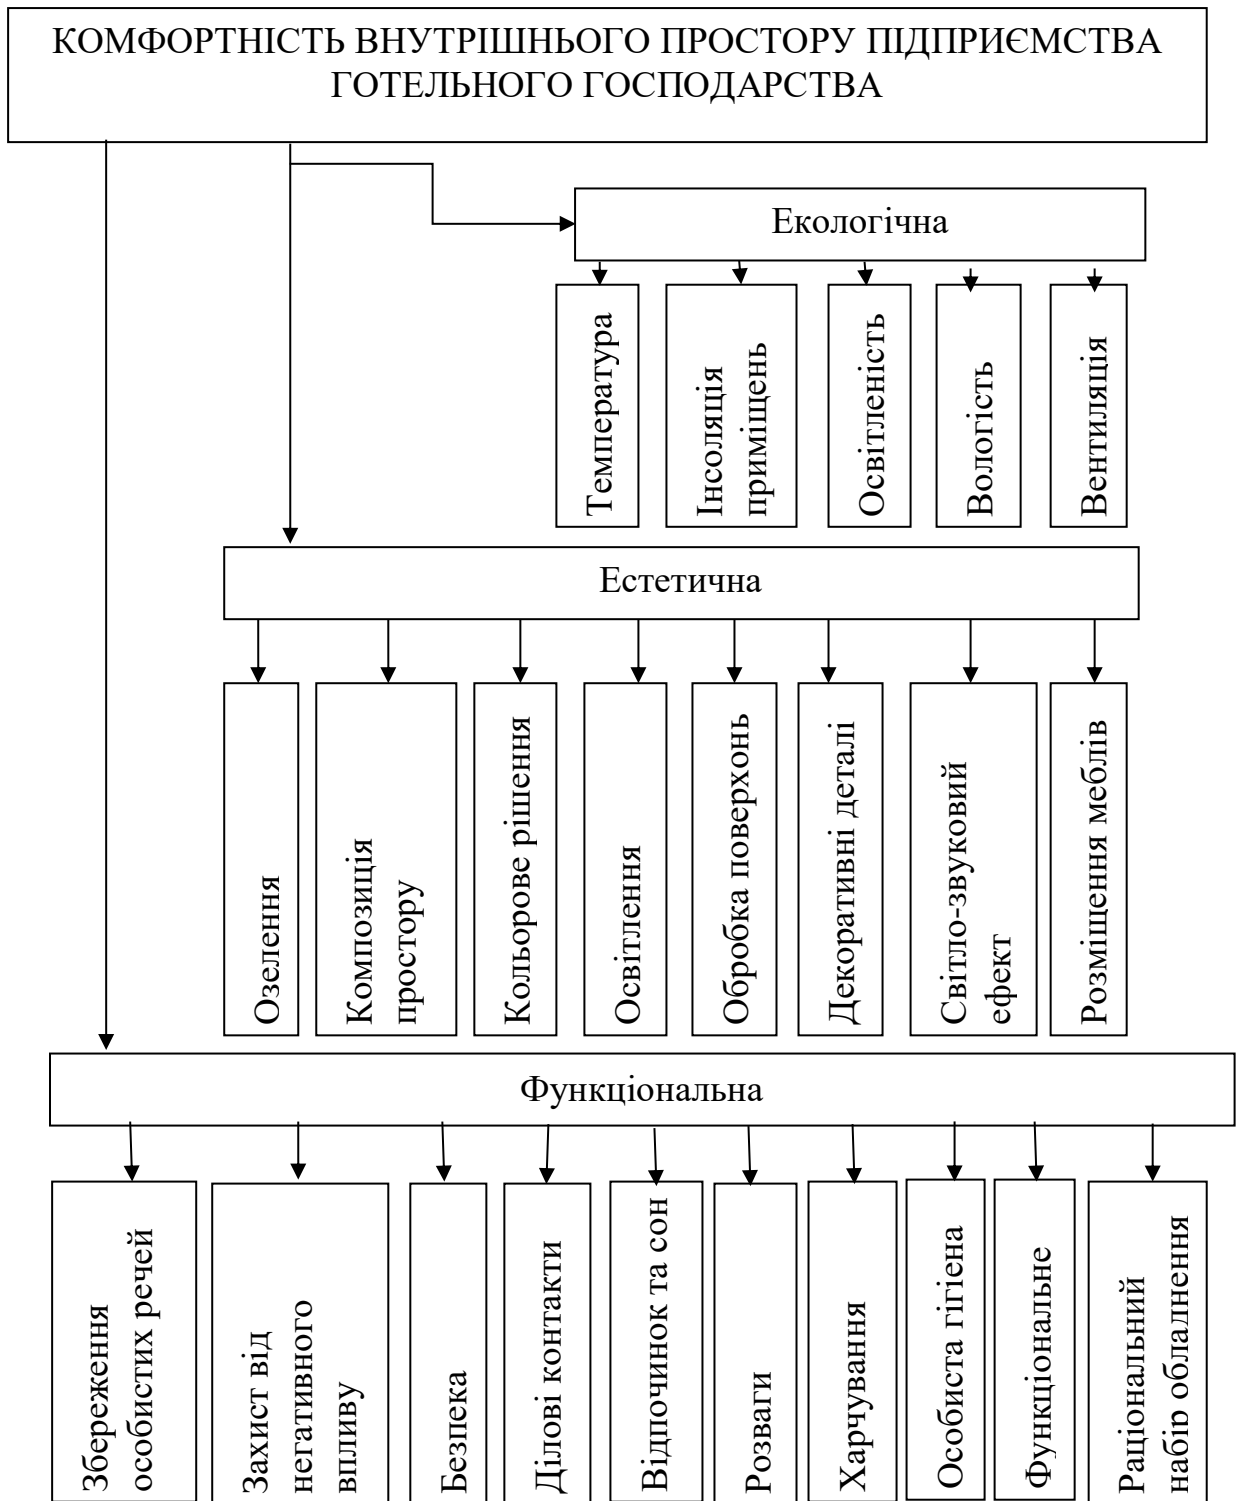 КОМФОРТНІСТЬ ВНУТРІШНЬОГО ПРОСТОРУ ПІДПРИЄМСТВА
ГОТЕЛЬНОГО ГОСПОДАРСТВА
Екологічна
Температура
Інсоляція
приміщень
Освітленість
Вологість
Вентиляція
Естетична
Озелення
Композиція
простору
Кольорове рішення
Освітлення
Обробка поверхонь
Декоративні деталі
Світло-звуковий
ефект
Розміщення меблів
Функціональна
Збереження
особистих речей
Захист від
негативного
впливу
Безпека
Ділові контакти
Відпочинок та сон
Розваги
Харчування
Особиста гігієна
Функціональне
Раціональний
набір обладнення